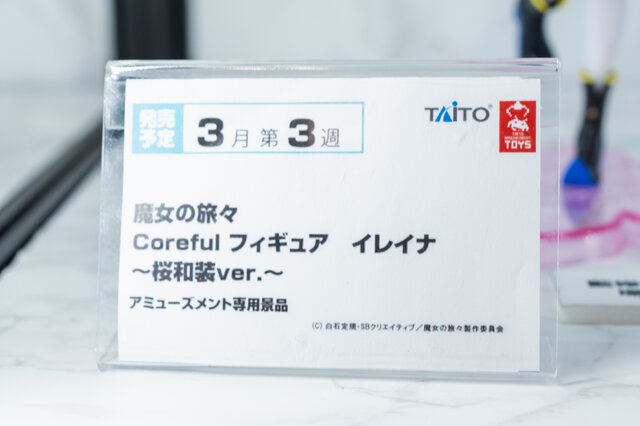 発売
予定
3月第3週
TAITO
TOYS
魔女の旅々
Coreful フィギュア イレイナ
～桜和装ver.～
アミューズメント専用景品
(C) 白石定規・SBクリエイティブ／魔女の旅々製作委員会